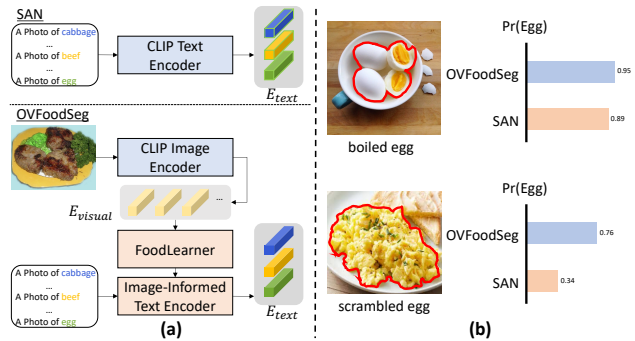 SAN
A Photo of cabbage
...
A Photo of beef
...
A Photo of egg
CLIP Text
Encoder
E_text
OVFoodSeg
CLIP Image
Encoder
E_visual
...
FoodLearner
A Photo of cabbage
...
A Photo of beef
...
A Photo of egg
Image-Informed
Text Encoder
E_text
(a)
boiled egg
Pr(Egg)
OVFoodSeg
0.95
SAN
0.89
scrambled egg
Pr(Egg)
OVFoodSeg
0.76
SAN
0.34
(b)